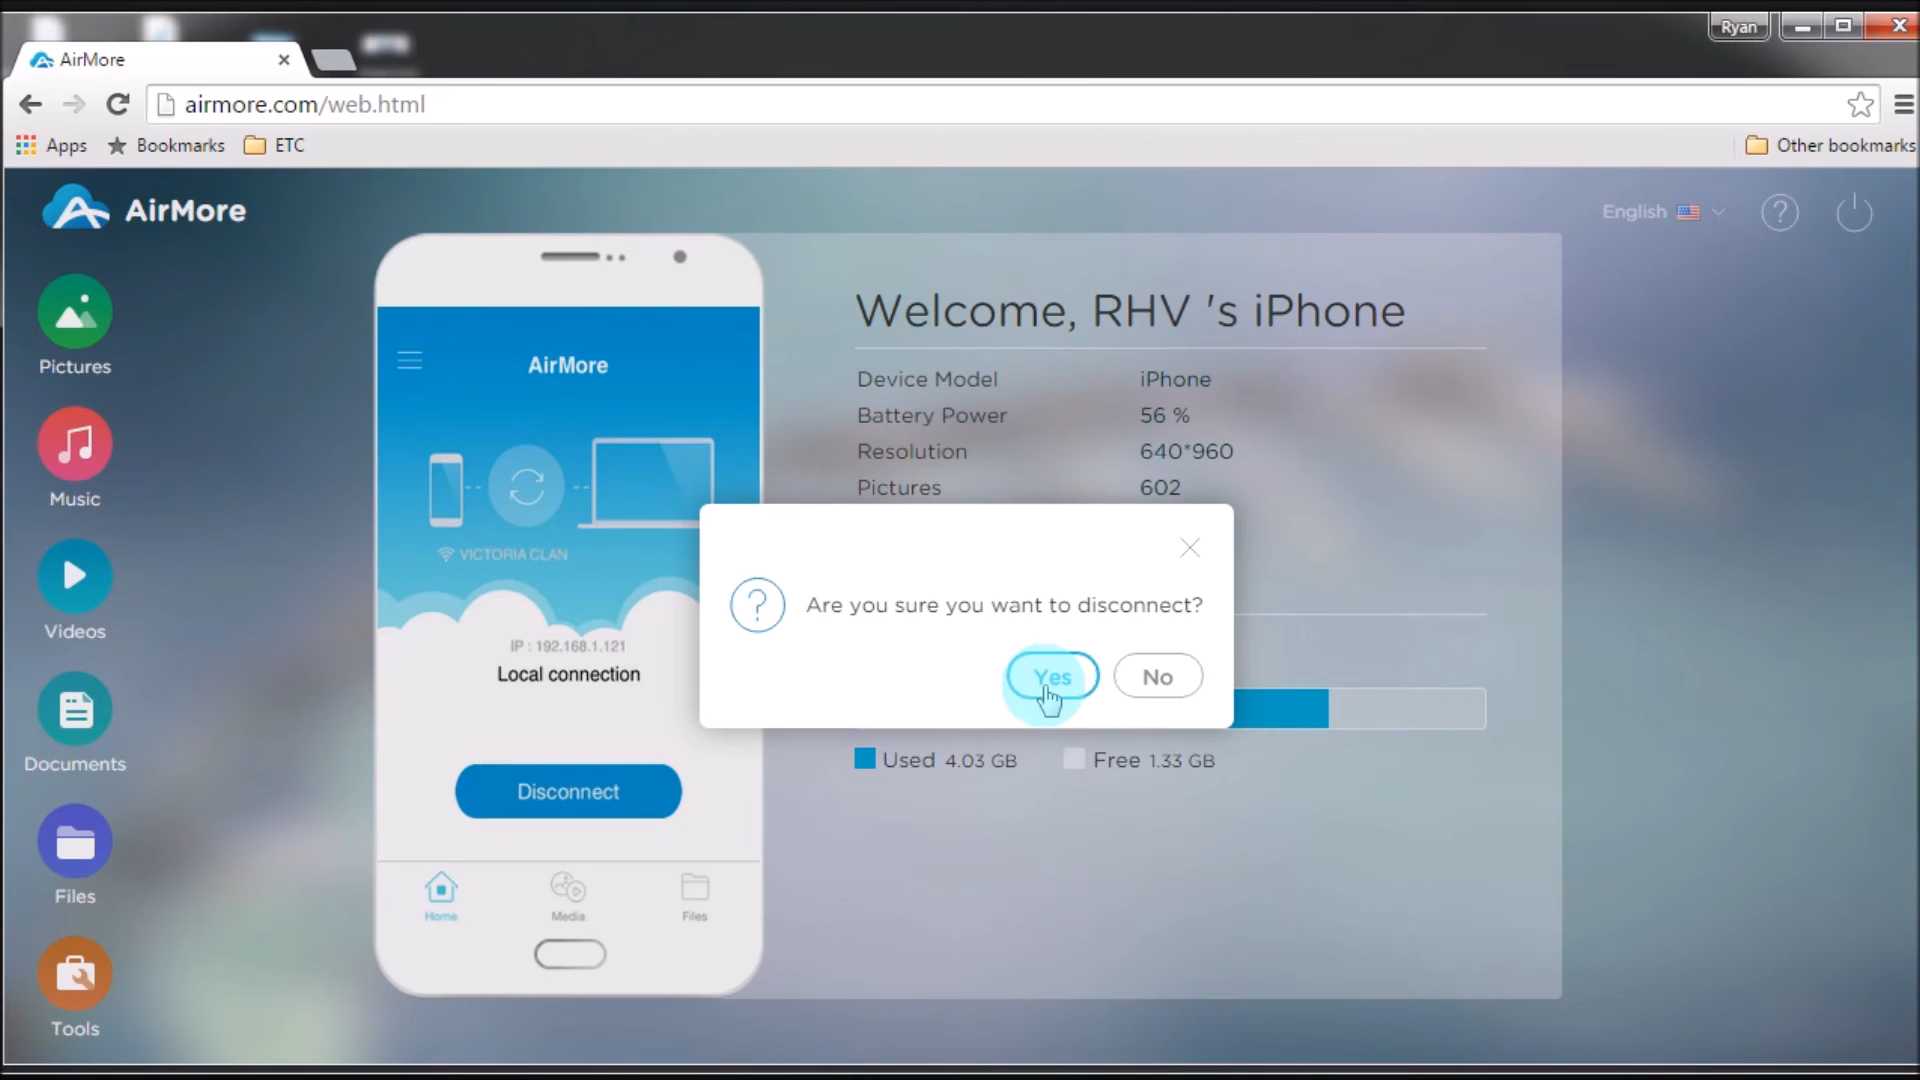 Ryan
AirMore
airmore.com/web.html
Apps Bookmarks ETC Other bookmarks
AirMore
English
Pictures
Music
Videos
Documents
Files
Tools
AirMore
VICTORIA CLAN
IP : 192.168.1.121
Local connection
Disconnect
Home Media Files
Welcome, RHV 's iPhone
Device Model iPhone
Battery Power 56 %
Resolution 640*960
Pictures 602
Are you sure you want to disconnect?
Yes No
Used 4.03 GB Free 1.33 GB